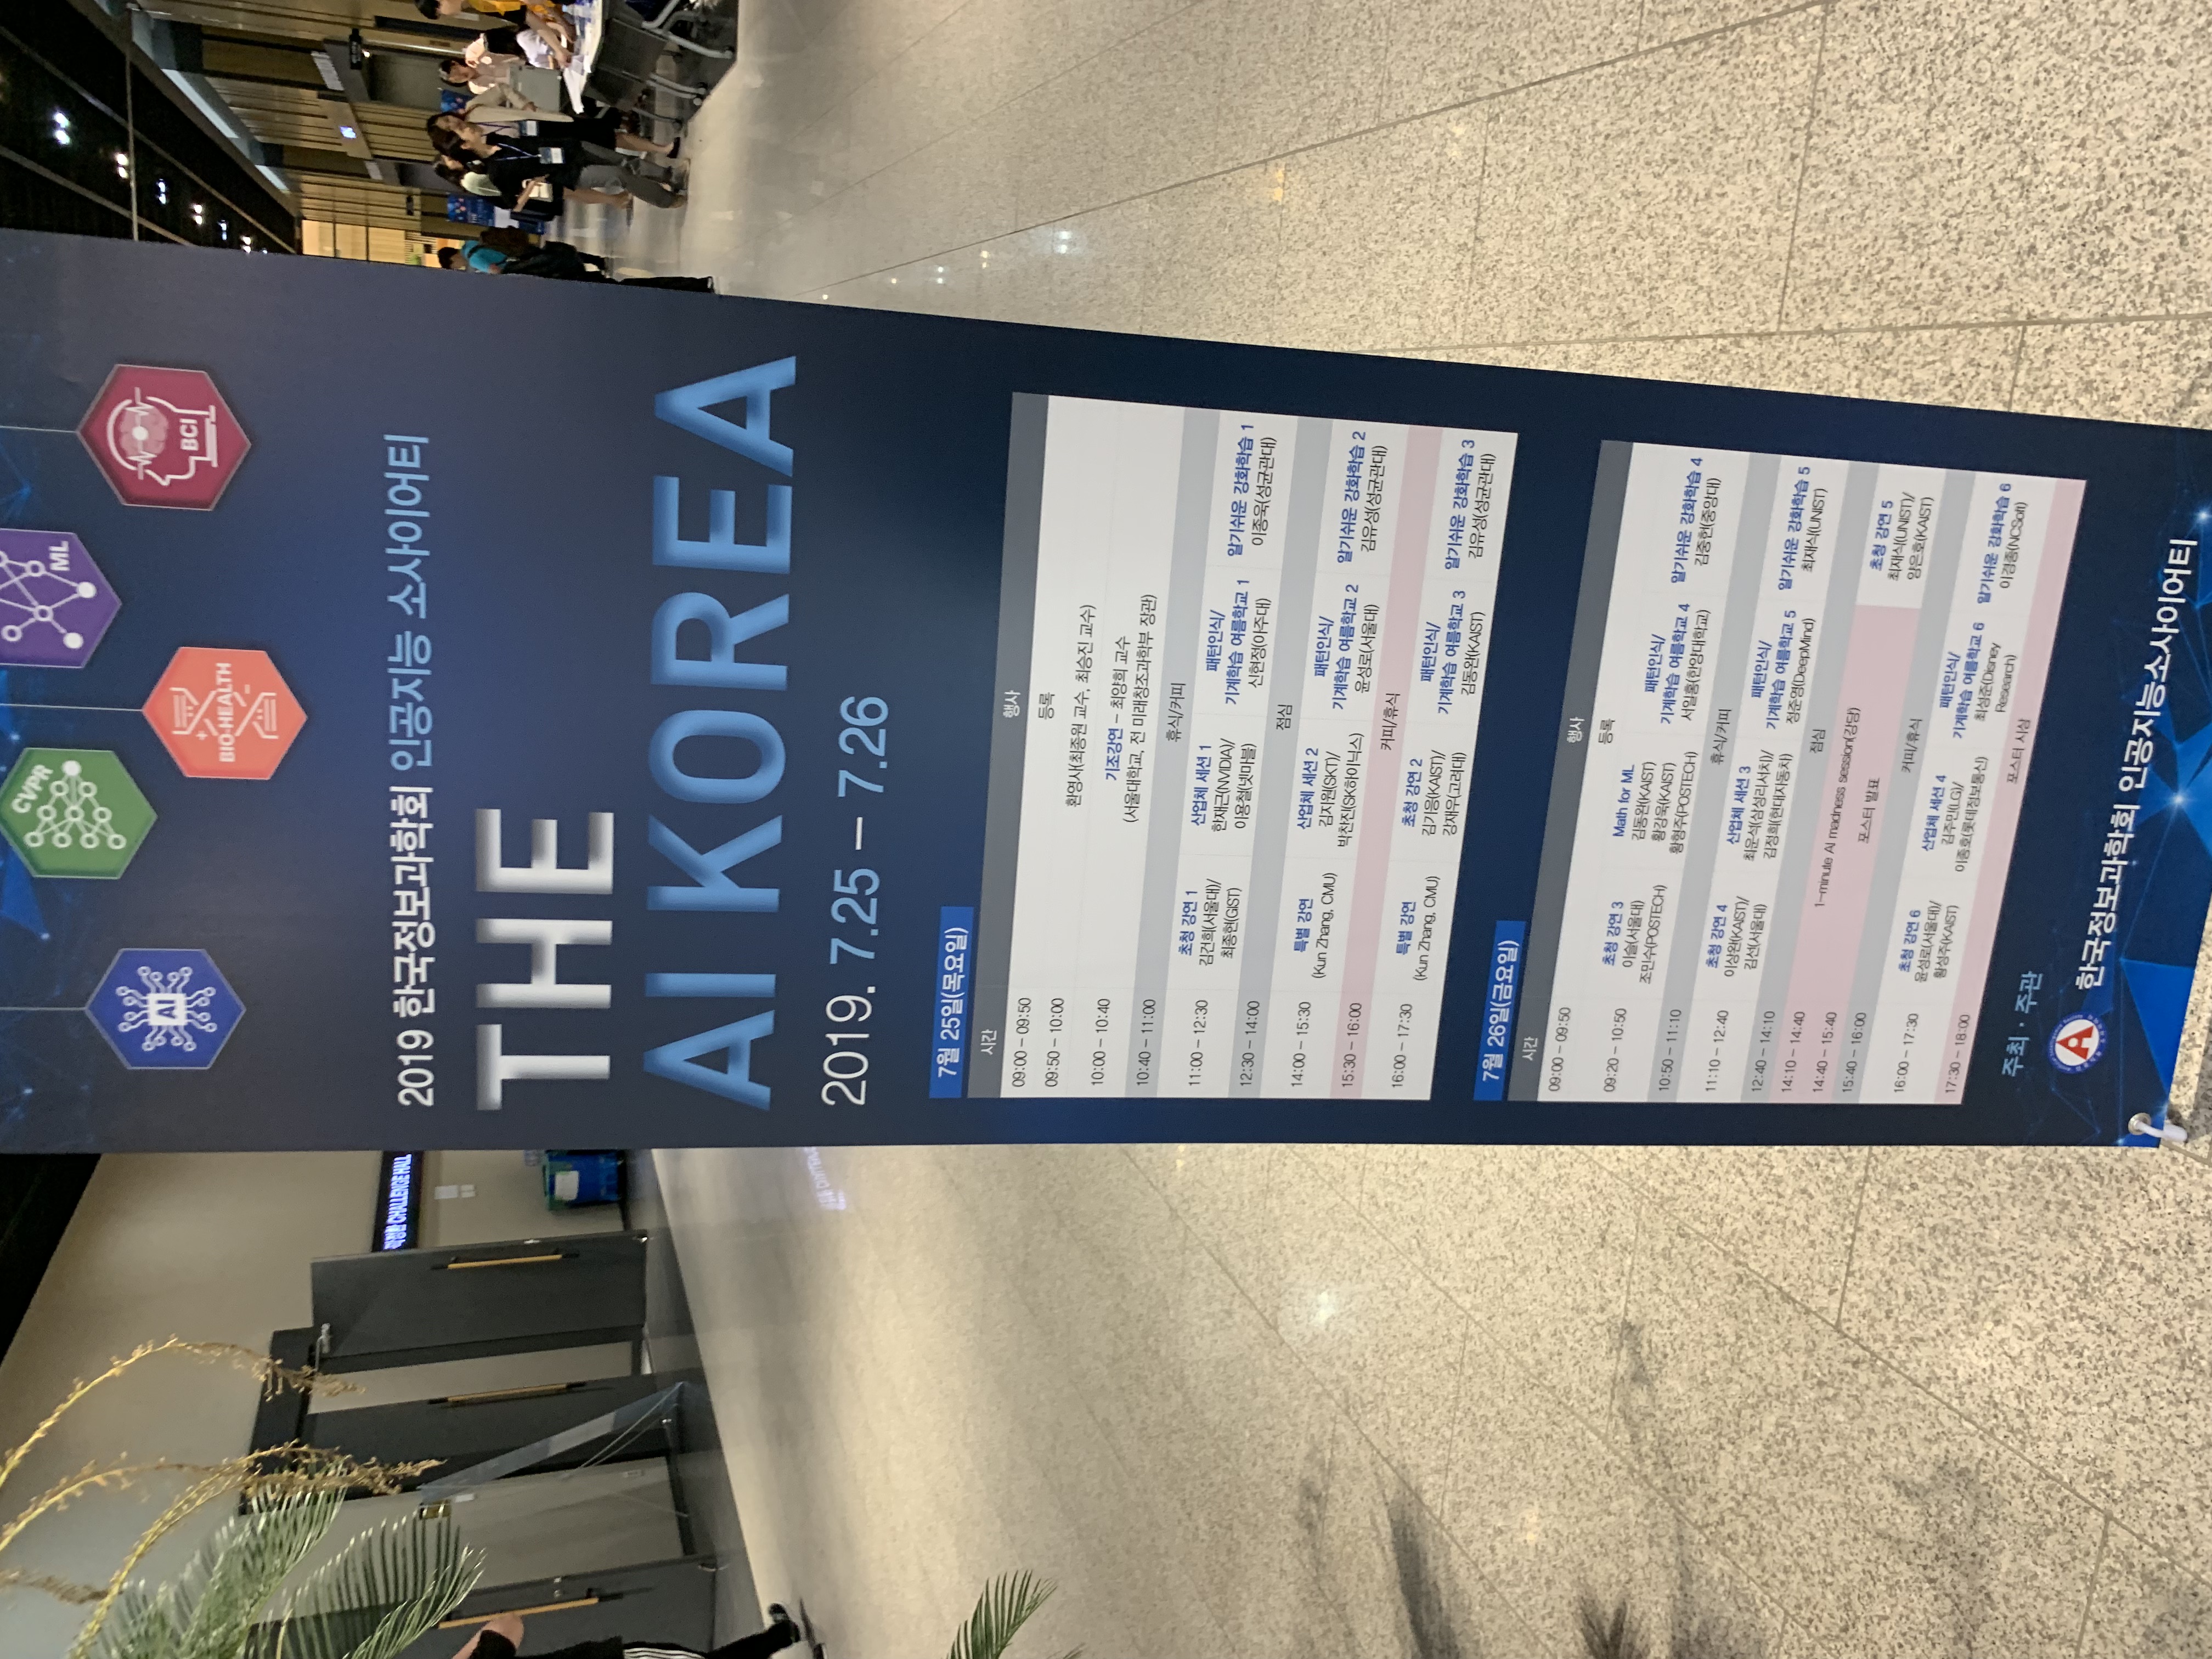 CVPR
ML
AI
BIO-HEALTH
BCI
CHALLENGE HALL
2019 한국정보과학회 인공지능 소사이어티
THE
AI KOREA
2019. 7.25 – 7.26
7월 25일(목요일)
시간 행사
09:00 – 09:50 등록
09:50 – 10:00 환영사(최종원 교수, 최승진 교수)
10:00 – 10:40 기조강연 – 최양희 교수
(서울대학교, 전 미래창조과학부 장관)
10:40 – 11:00 휴식/커피
11:00 – 12:30
초청 강연 1
김건희(서울대)/
최종현(GIST)
산업체 세션 1
한재근(NVIDIA)/
이용철(넷마블)
패턴인식/
기계학습 여름학교 1
신현정(아주대)
알기쉬운 강화학습 1
이종욱(성균관대)
12:30 – 14:00 점심
14:00 – 15:30
특별 강연
(Kun Zhang, CMU)
산업체 세션 2
김지원(SKT)/
박찬진(SK하이닉스)
패턴인식/
기계학습 여름학교 2
윤성로(서울대)
알기쉬운 강화학습 2
김유성(성균관대)
15:30 – 16:00 커피/휴식
16:00 – 17:30
특별 강연
(Kun Zhang, CMU)
초청 강연 2
김기응(KAIST)/
강재우(고려대)
패턴인식/
기계학습 여름학교 3
김동완(KAIST)
알기쉬운 강화학습 3
김유성(성균관대)
7월 26일(금요일)
시간 행사
09:00 – 09:50 등록
09:20 – 10:50
초청 강연 3
이슬(서울대)
조민수(POSTECH)
Math for ML
김동완(KAIST)
황강욱(KAIST)
황형주(POSTECH)
패턴인식/
기계학습 여름학교 4
서일홍(한양대학교)
알기쉬운 강화학습 4
김중헌(중앙대)
10:50 – 11:10 휴식/커피
11:10 – 12:40
초청 강연 4
이상완(KAIST)/
김선(서울대)
산업체 세션 3
최운석(삼성리서치)/
김정희(현대자동차)
패턴인식/
기계학습 여름학교 5
정준영(DeepMind)
알기쉬운 강화학습 5
최재식(UNIST)
12:40 – 14:10 점심
14:10 – 14:40 1-minute AI madness session(강당)
14:40 – 15:40 포스터 발표
초청 강연 5
최재식(UNIST)/
양은호(KAIST)
15:40 – 16:00 커피/휴식
16:00 – 17:30
초청 강연 6
윤성로(서울대)/
황성주(KAIST)
산업체 세션 4
김주민(LG)/
이종호(롯데정보통신)
패턴인식/
기계학습 여름학교 6
최성준(Disney
Research)
알기쉬운 강화학습 6
이경종(NCSoft)
17:30 – 18:00 포스터 시상
주최 · 주관
한국정보과학회 인공지능소사이어티